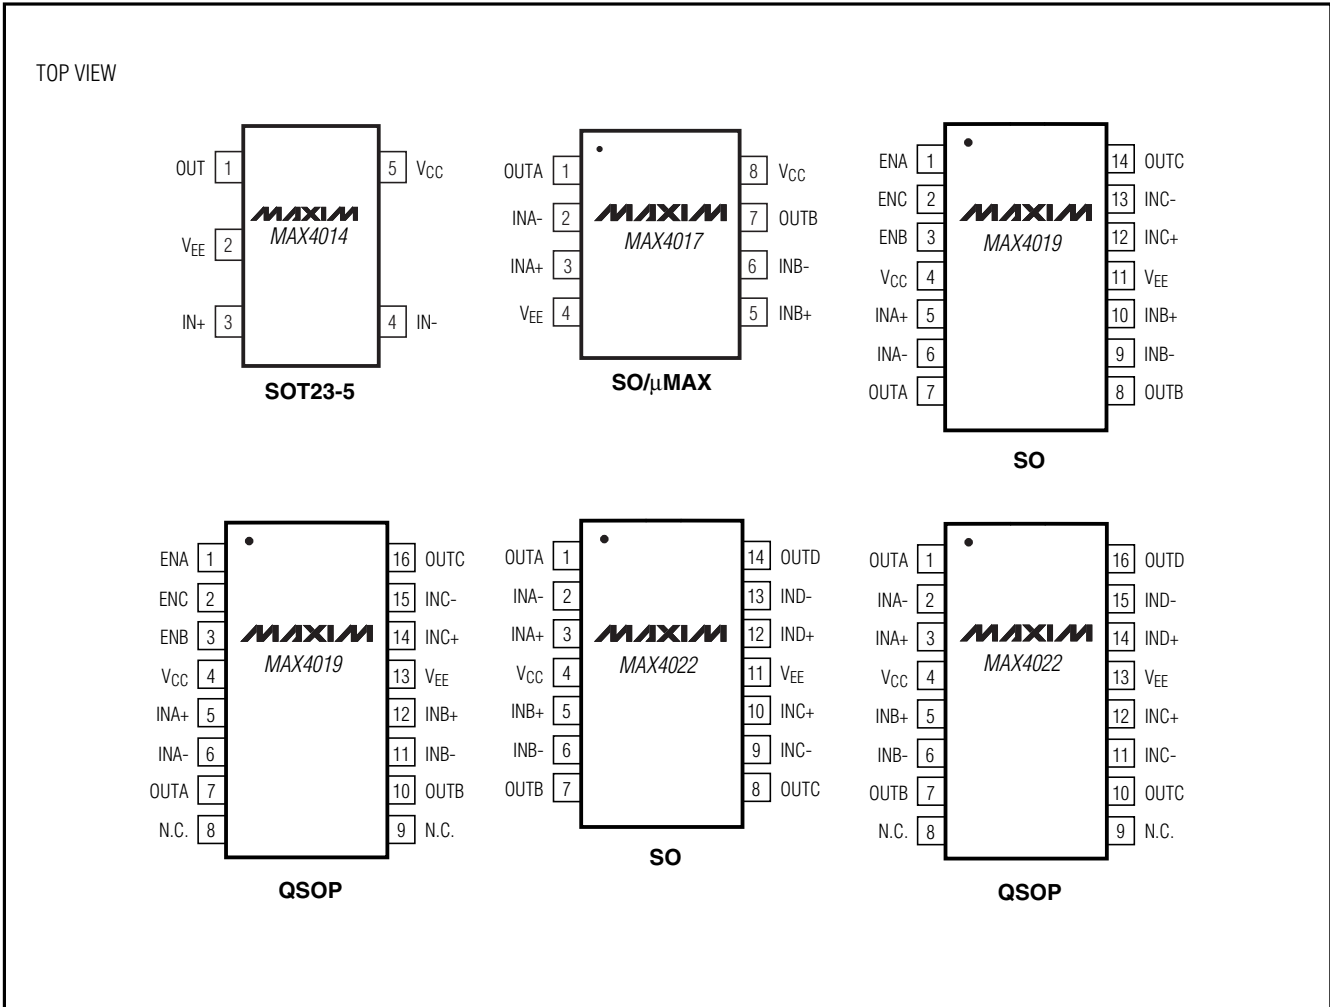 TOP VIEW
OUT 1 5 VCC
MAXIM
MAX4014
VEE 2
IN+ 3 4 IN-
SOT23-5
OUTA 1 8 VCC
INA- 2 MAXIM 7 OUTB
MAX4017
INA+ 3 6 INB-
VEE 4 5 INB+
SO/µMAX
ENA 1 14 OUTC
ENC 2 MAXIM 13 INC-
ENB 3 MAX4019 12 INC+
VCC 4 11 VEE
INA+ 5 10 INB+
INA- 6 9 INB-
OUTA 7 8 OUTB
SO
ENA 1 16 OUTC
ENC 2 15 INC-
ENB 3 MAXIM 14 INC+
MAX4019
VCC 4 13 VEE
INA+ 5 12 INB+
INA- 6 11 INB-
OUTA 7 10 OUTB
N.C. 8 9 N.C.
QSOP
OUTA 1 14 OUTD
INA- 2 13 IND-
INA+ 3 MAXIM 12 IND+
VCC 4 MAX4022 11 VEE
INB+ 5 10 INC+
INB- 6 9 INC-
OUTB 7 8 OUTC
SO
OUTA 1 16 OUTD
INA- 2 15 IND-
INA+ 3 MAXIM 14 IND+
MAX4022
VCC 4 13 VEE
INB+ 5 12 INC+
INB- 6 11 INC-
OUTB 7 10 OUTC
N.C. 8 9 N.C.
QSOP